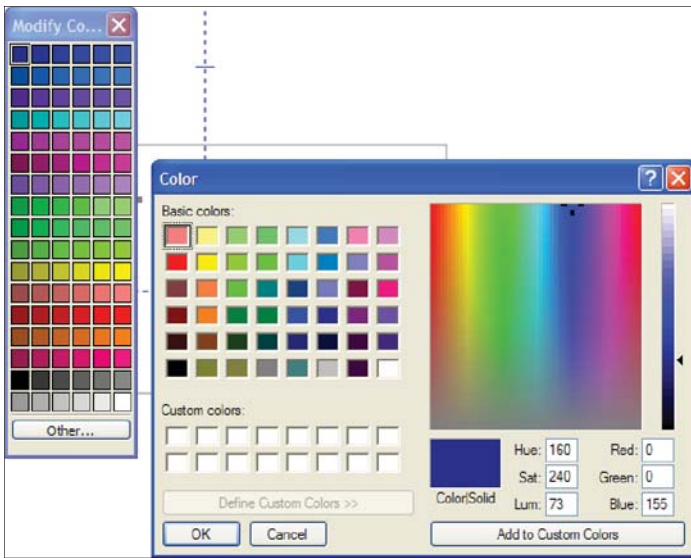 Modify Co...
Other...
Color
Basic colors:
Custom colors:
Define Custom Colors >>
OK
Cancel
Color|Solid
Hue: 160
Sat: 240
Lum: 73
Red: 0
Green: 0
Blue: 155
Add to Custom Colors